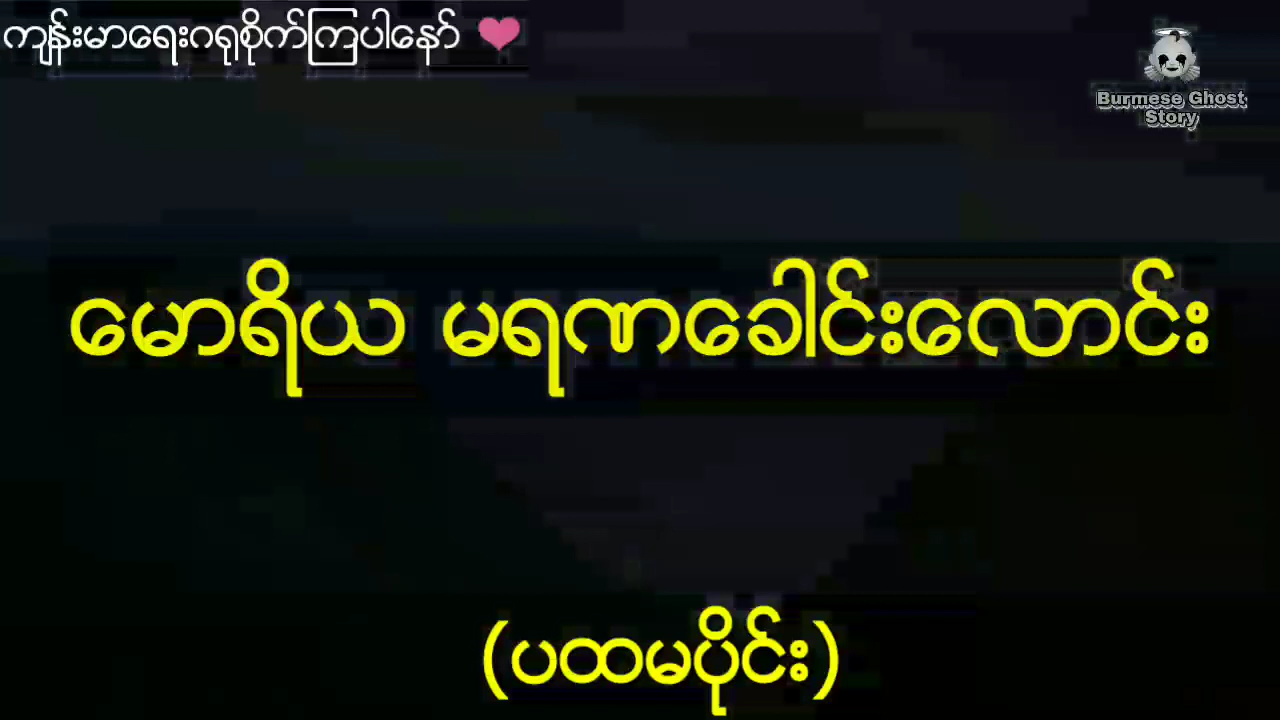 ကျန်းမာရေးဂရုစိုက်ကြပါနော် ❤
Burmese Ghost
Story
မောရိယ မရဏခေါင်းလောင်း
(ပထမပိုင်း)